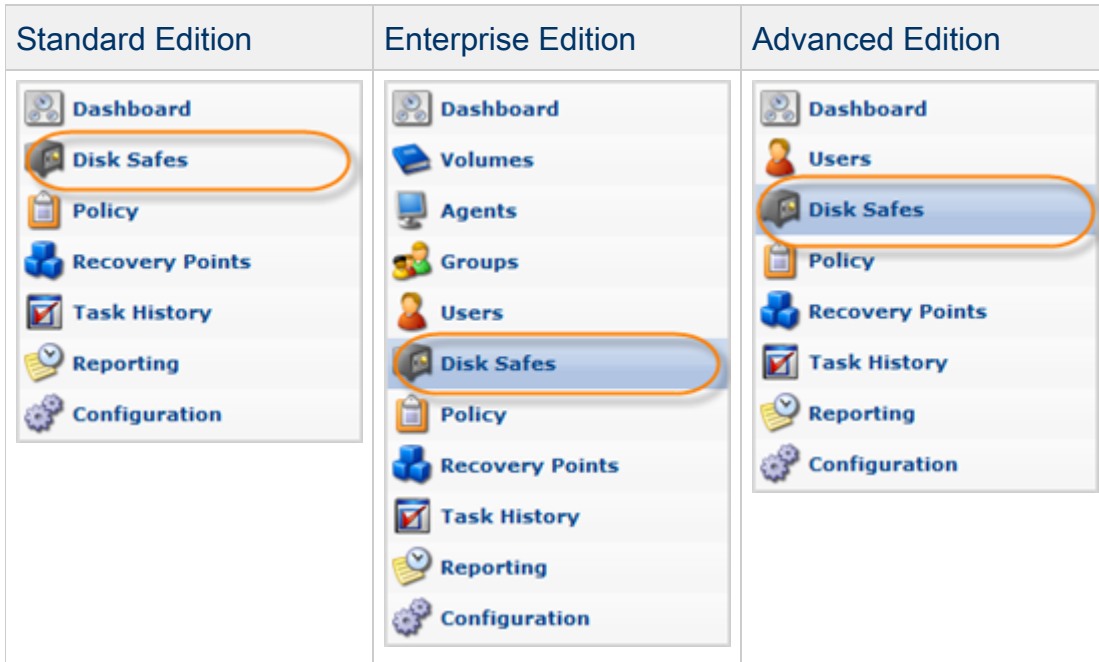 Standard Edition
Dashboard
Disk Safes
Policy
Recovery Points
Task History
Reporting
Configuration
Enterprise Edition
Dashboard
Volumes
Agents
Groups
Users
Disk Safes
Policy
Recovery Points
Task History
Reporting
Configuration
Advanced Edition
Dashboard
Users
Disk Safes
Policy
Recovery Points
Task History
Reporting
Configuration